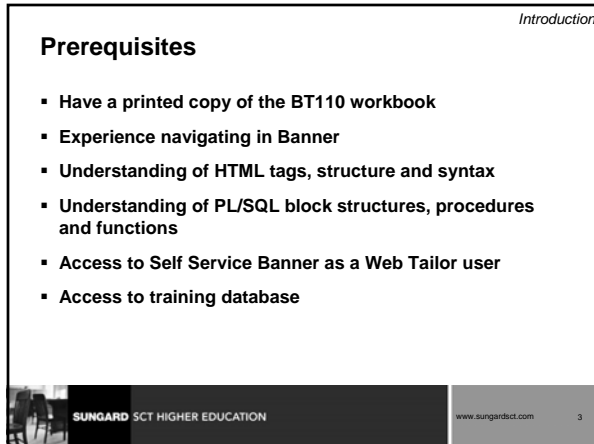 Introduction
Prerequisites
▪ Have a printed copy of the BT110 workbook
▪ Experience navigating in Banner
▪ Understanding of HTML tags, structure and syntax
▪ Understanding of PL/SQL block structures, procedures
and functions
▪ Access to Self Service Banner as a Web Tailor user
▪ Access to training database
SUNGARD SCT HIGHER EDUCATION
www.sungardsct.com
3